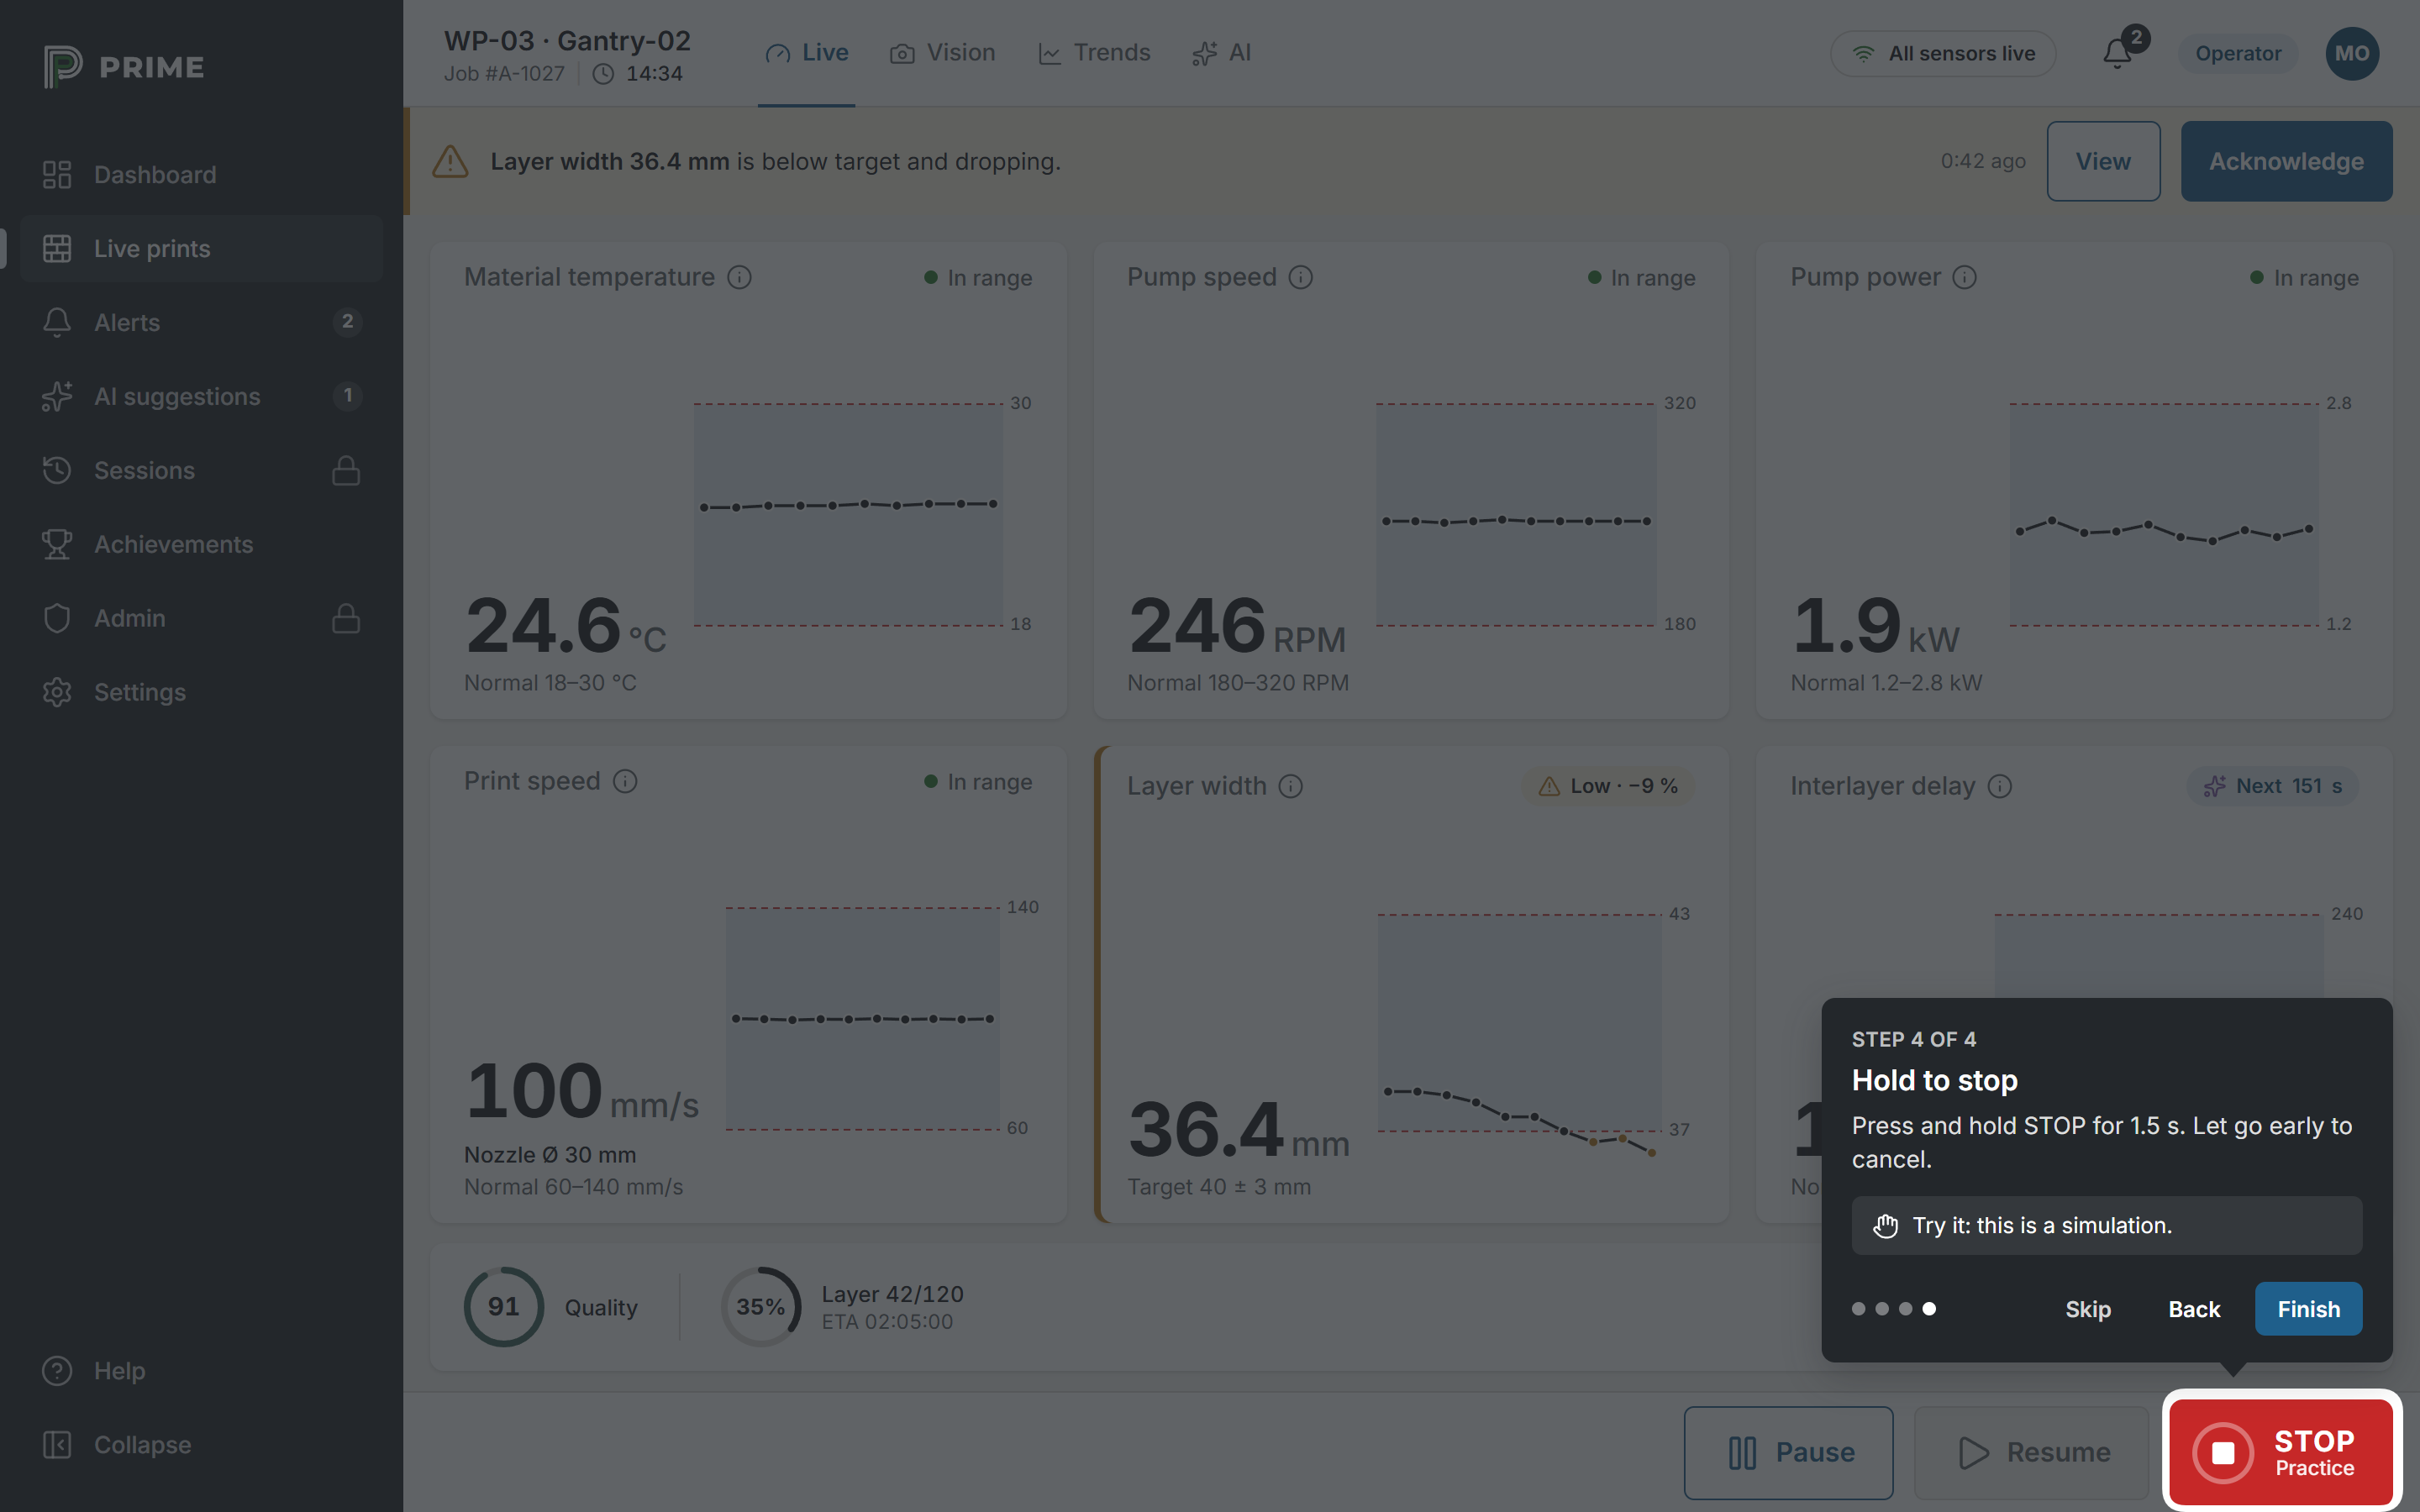 PRIME
Dashboard
Live prints
Alerts 2
AI suggestions 1
Sessions
Achievements
Admin
Settings
Help
Collapse
WP-03 · Gantry-02
Job #A-1027 14:34
Live Vision Trends AI
All sensors live 2 Operator MO
Layer width 36.4 mm is below target and dropping.
0:42 ago View Acknowledge
Material temperature In range
30
18
24.6 °C
Normal 18–30 °C
Pump speed In range
320
180
246 RPM
Normal 180–320 RPM
Pump power In range
2.8
1.2
1.9 kW
Normal 1.2–2.8 kW
Print speed In range
140
60
100 mm/s
Nozzle Ø 30 mm
Normal 60–140 mm/s
Layer width Low · −9 %
43
37
36.4 mm
Target 40 ± 3 mm
Interlayer delay Next 151 s
240
1
No
91 Quality
35% Layer 42/120
ETA 02:05:00
STEP 4 OF 4
Hold to stop
Press and hold STOP for 1.5 s. Let go early to
cancel.
Try it: this is a simulation.
Skip Back Finish
Pause Resume
STOP
Practice